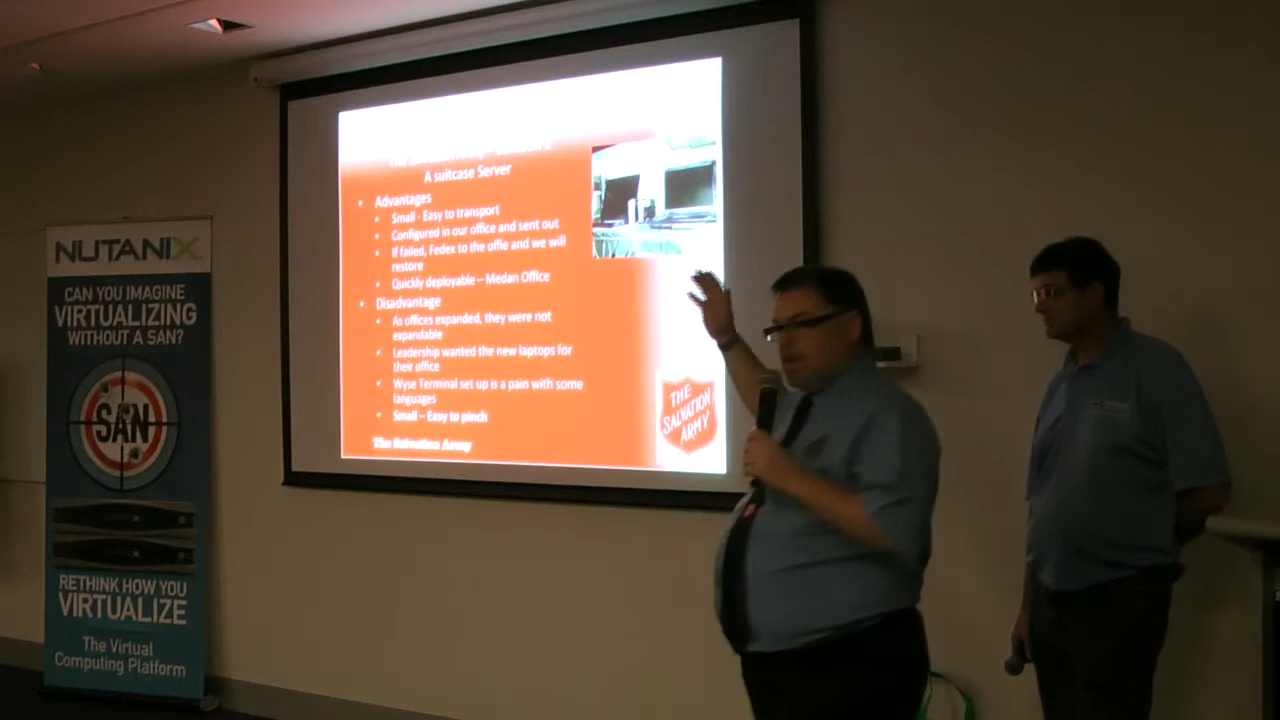 NUTANIX
CAN YOU IMAGINE
VIRTUALIZING
WITHOUT A SAN?
SAN
RETHINK HOW YOU
VIRTUALIZE
The Virtual
Computing Platform
A suitcase Server
• Advantages
• Small - Easy to transport
• Configured in our office and sent out
• If failed, Fedex to the offie and we will
restore
• Quickly deployable – Medan Office
• Disadvantage
• As offices expanded, they were not
expandable
• Leadership wanted the new laptops for
their office
• Wyse Terminal set up is a pain with some
languages
• Small – Easy to pinch
The Salvation Army
THE
SALVATION
ARMY